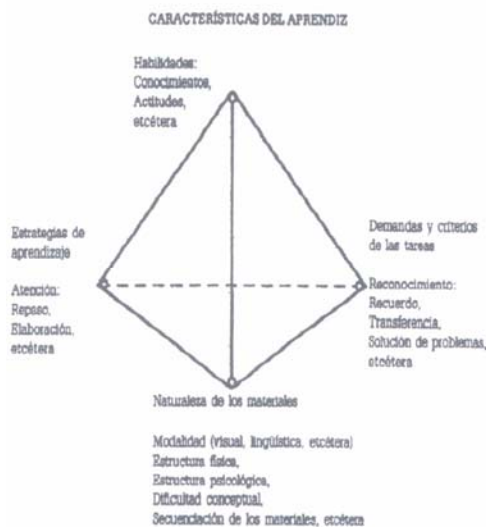 CARACTERÍSTICAS DEL APRENDIZ
Habilidades:
Conocimientos,
Actitudes,
etcétera
Estrategias de
aprendizaje
Atención:
Repaso,
Elaboración,
etcétera
Demandas y criterios
de las tareas
Reconocimiento:
Recuerdo,
Transferencia,
Solución de problemas,
etcétera
Naturaleza de los materiales
Modalidad (visual, lingüística, etcétera)
Estructura física,
Estructura psicológica,
Dificultad conceptual,
Secuenciación de los materiales, etcétera